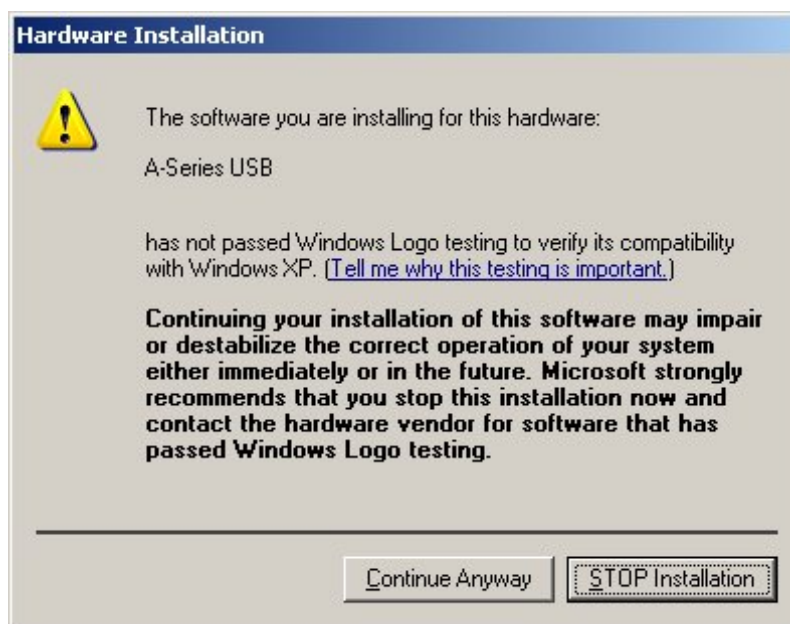 Hardware Installation
The software you are installing for this hardware:
A-Series USB
has not passed Windows Logo testing to verify its compatibility
with Windows XP. (Tell me why this testing is important.)
Continuing your installation of this software may impair
or destabilize the correct operation of your system
either immediately or in the future. Microsoft strongly
recommends that you stop this installation now and
contact the hardware vendor for software that has
passed Windows Logo testing.
Continue Anyway
STOP Installation